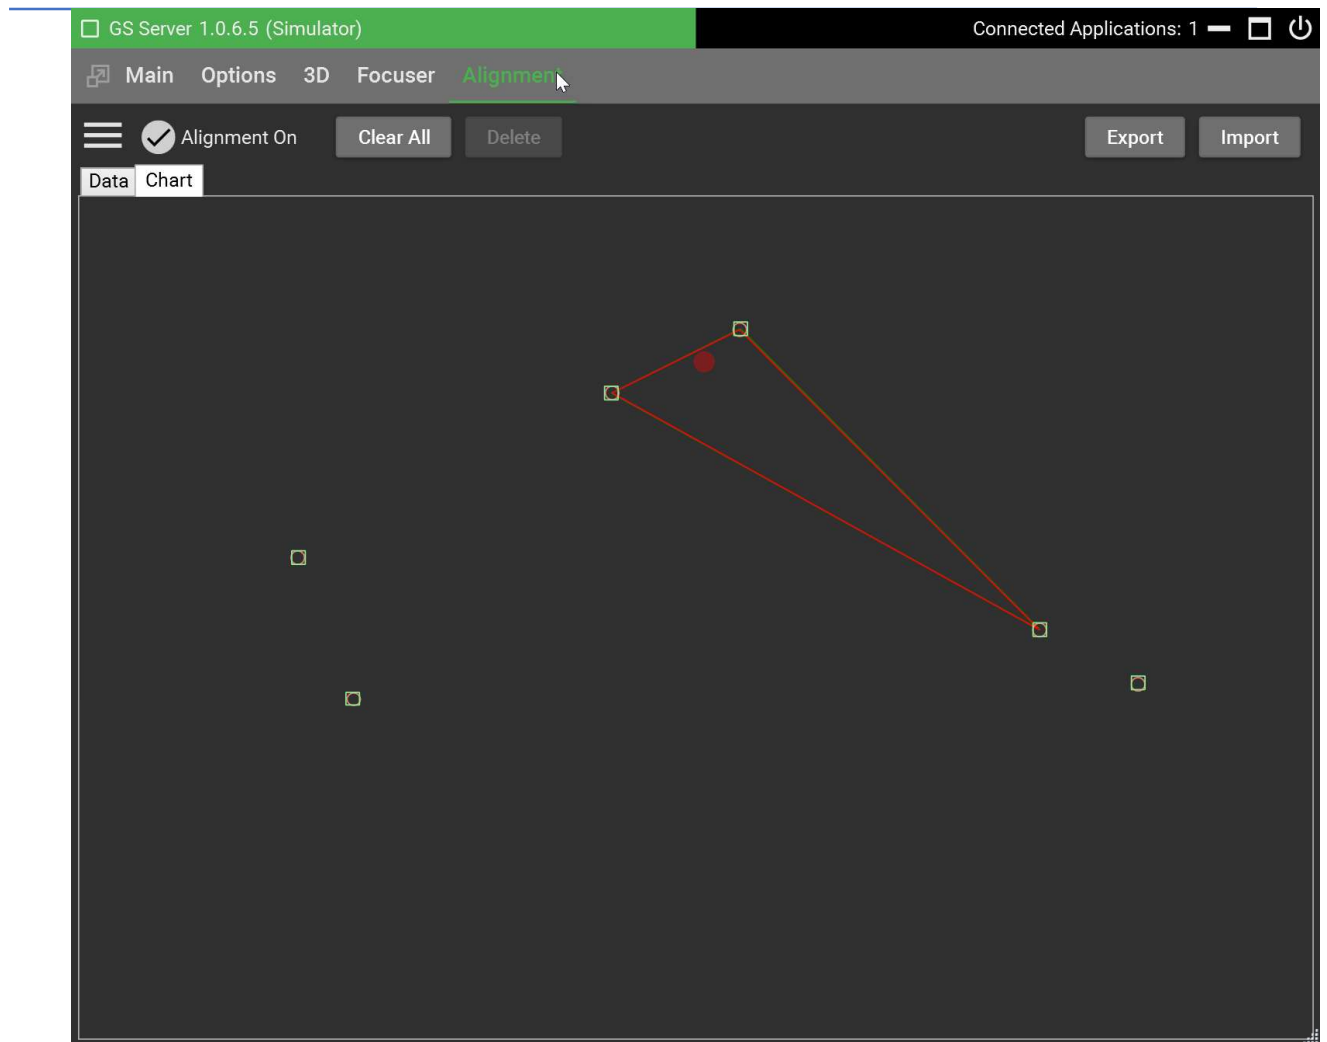 GS Server 1.0.6.5 (Simulator) Connected Applications: 1
Main Options 3D Focuser Alignment
Alignment On Clear All Delete Export Import
Data Chart